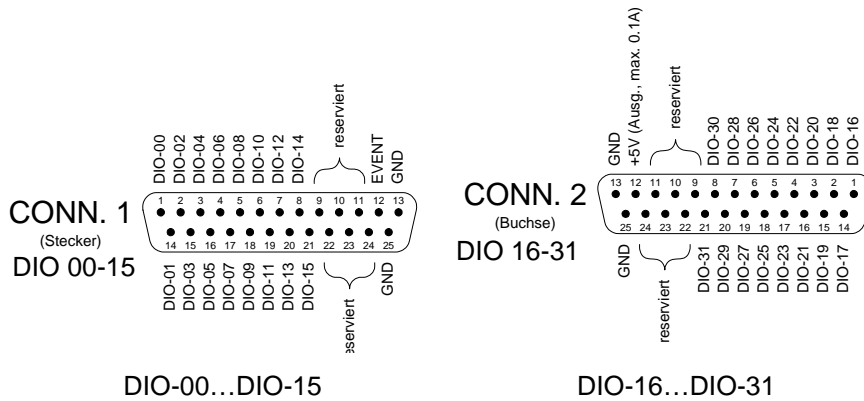 DIO-00
DIO-02
DIO-04
DIO-06
DIO-08
DIO-10
DIO-12
DIO-14
reserviert
EVENT
GND
1 2 3 4 5 6 7 8 9 10 11 12 13
CONN. 1
(Stecker)
DIO 00-15
14 15 16 17 18 19 20 21 22 23 24 25
DIO-01
DIO-03
DIO-05
DIO-07
DIO-09
DIO-11
DIO-13
DIO-15
eserviert
GND
DIO-00...DIO-15
GND
+5V (Ausg., max. 0.1A)
reserviert
DIO-30
DIO-28
DIO-26
DIO-24
DIO-22
DIO-20
DIO-18
DIO-16
13 12 11 10 9 8 7 6 5 4 3 2 1
CONN. 2
(Buchse)
DIO 16-31
25 24 23 22 21 20 19 18 17 16 15 14
GND
reserviert
DIO-31
DIO-29
DIO-27
DIO-25
DIO-23
DIO-21
DIO-19
DIO-17
DIO-16...DIO-31